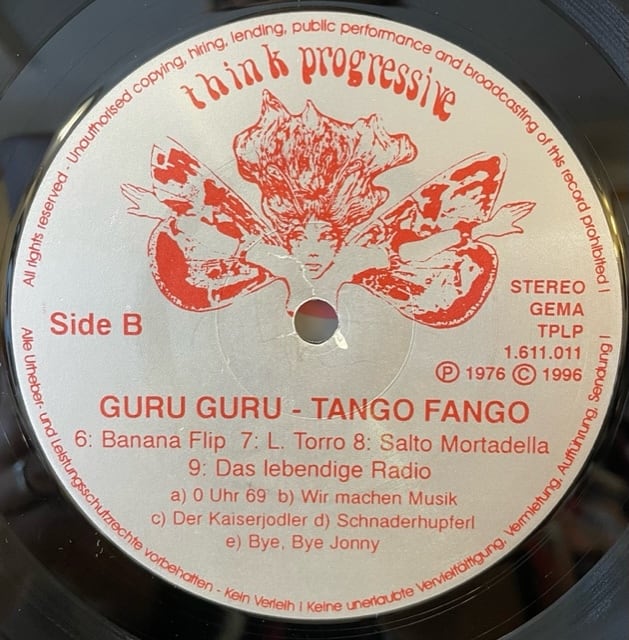 All rights reserved - Unauthorised copying, hiring, lending, public performance and broadcasting of this record prohibited !
think progressive
Side B
STEREO
GEMA
TPLP
1.611.011
Ⓟ 1976 Ⓒ 1996
GURU GURU - TANGO FANGO
6: Banana Flip 7: L. Torro 8: Salto Mortadella
9: Das lebendige Radio
a) 0 Uhr 69 b) Wir machen Musik
c) Der Kaiserjodler d) Schnaderhupferl
e) Bye, Bye Jonny
Alle Urheber- und Leistungsschutzrechte vorbehalten - Kein Verleih ! Keine unerlaubte Vervielfältigung, Vermietung, Aufführung, Sendung !